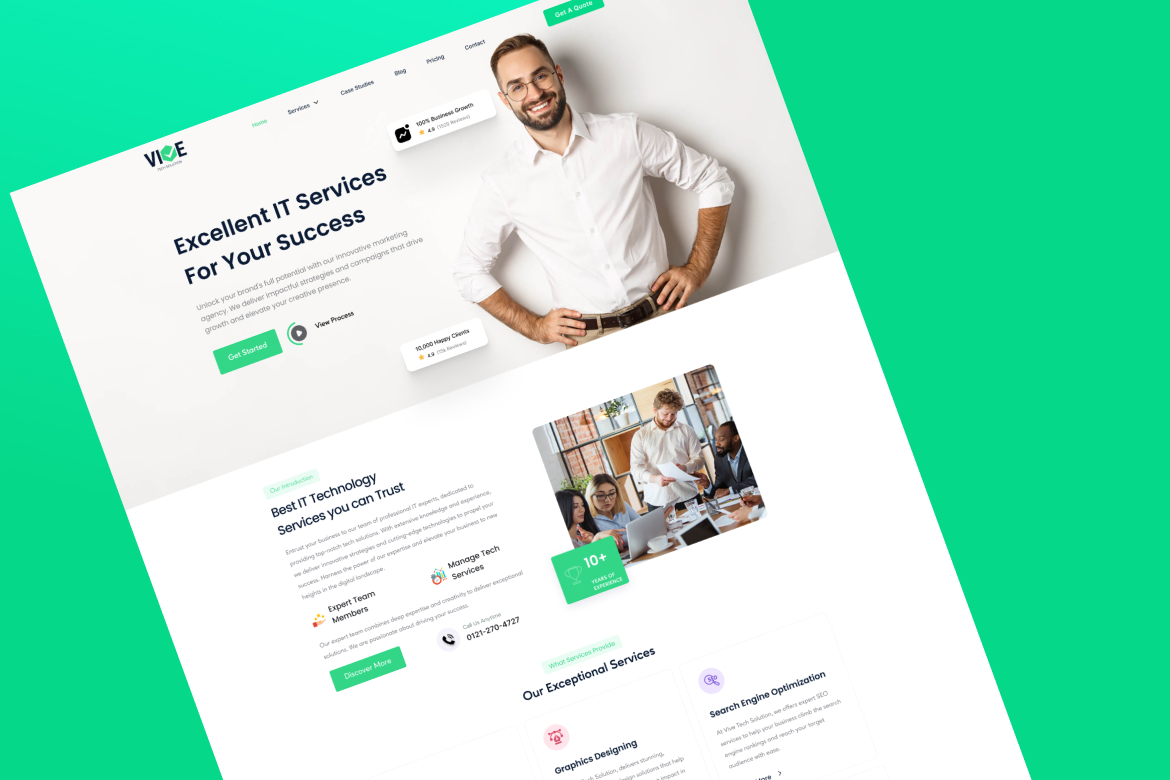 Get A Quote
Home
Services
Case Studies
Blog
Pricing
Contact
VIVE
100% Business Growth
4.9 (1520 Reviews)
Excellent IT Services
For Your Success
Unlock your brand's full potential with our innovative marketing
agency. We deliver impactful strategies and campaigns that drive
growth and elevate your creative presence.
Get Started
View Process
10,000 Happy Clients
4.9 Reviews)
Our Introduction
Best IT Technology
Services you can Trust
Entrust your business to our team of professional IT experts, dedicated to
providing top-notch tech solutions. With extensive knowledge and experience,
we deliver innovative strategies and cutting-edge technologies to propel your
success. Harness the power of our expertise and elevate your business to new
heights in the digital landscape.
Expert Team
Members
Manage Tech
Services
Our expert team combines deep expertise and creativity to deliver exceptional
solutions. We are passionate about driving your success.
Discover More
Call Us Anytime
0121-270-4727
10+
YEARS OF
EXPERIENCE
What Services Provide
Our Exceptional Services
Graphics Designing
Tech Solution, delivers stunning,
design solutions that help
impact in
Search Engine Optimization
At Vive Tech Solution, we offers expert SEO
services to help your business climb the search
engine rankings and reach your target
audience with ease.
More